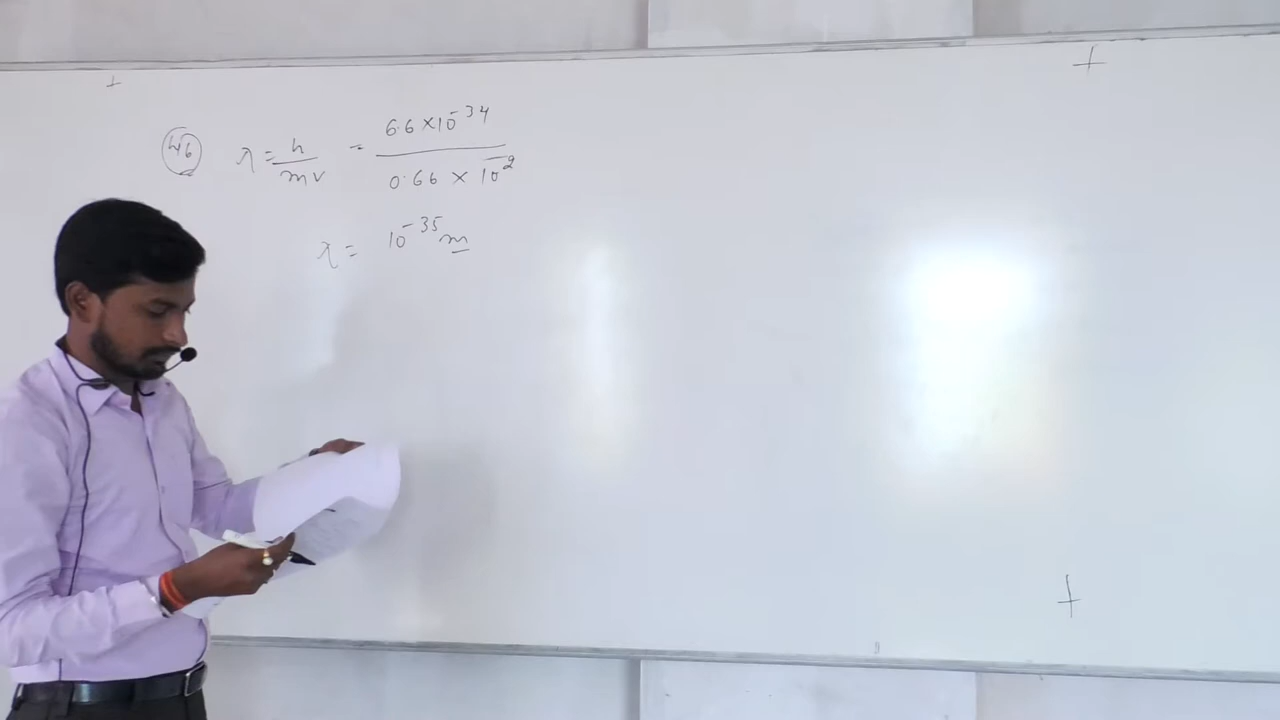 46 λ = h/mv = 6.6 × 10⁻³⁴ / 0.66 × 10⁻²
λ = 10⁻³⁵ m